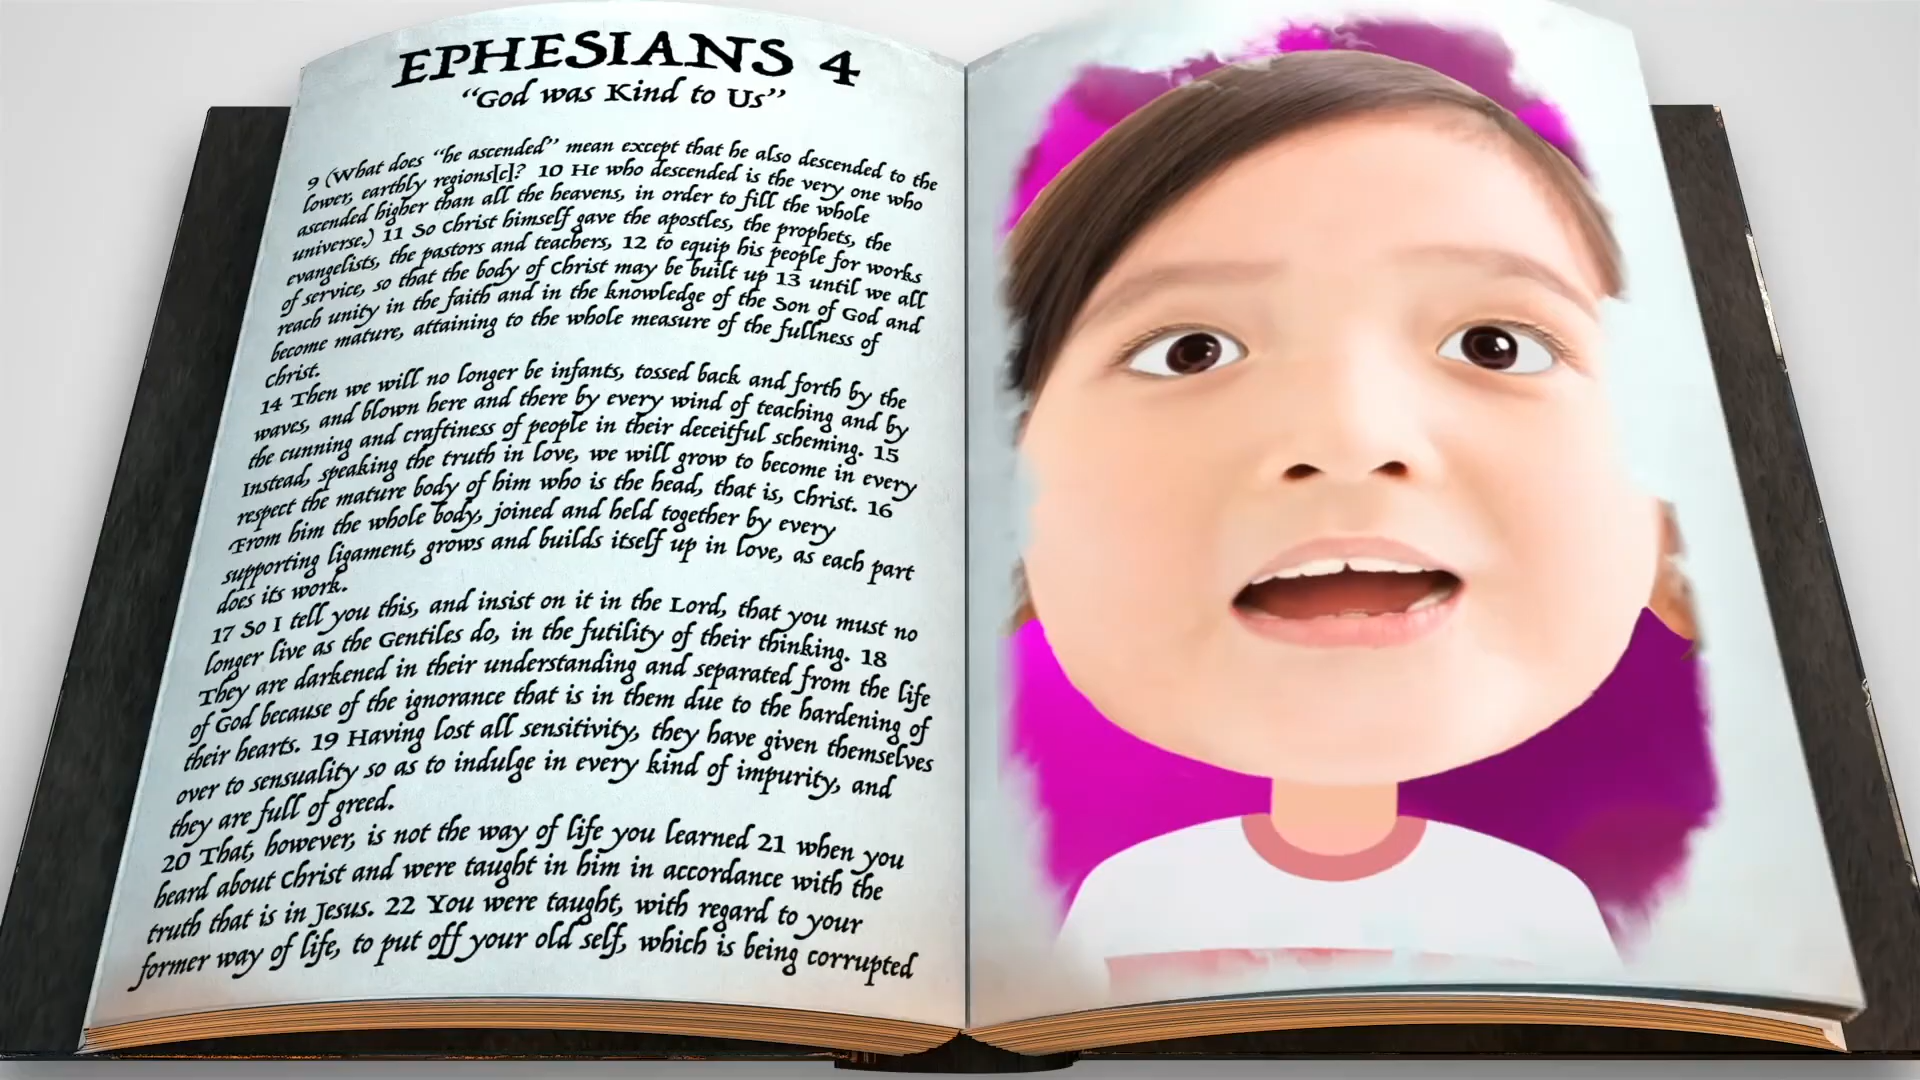 EPHESIANS 4
"God was Kind to Us"
9 (What does "he ascended" mean except that he also descended to the
lower, earthly regions[c]? 10 He who descended is the very one who
ascended higher than all the heavens, in order to fill the whole
universe.) 11 So Christ himself gave the apostles, the prophets, the
evangelists, the pastors and teachers, 12 to equip his people for works
of service, so that the body of Christ may be built up 13 until we all
reach unity in the faith and in the knowledge of the Son of God and
become mature, attaining to the whole measure of the fullness of
Christ.
14 Then we will no longer be infants, tossed back and forth by the
waves, and blown here and there by every wind of teaching and by
the cunning and craftiness of people in their deceitful scheming. 15
Instead, speaking the truth in love, we will grow to become in every
respect the mature body of him who is the head, that is, Christ. 16
From him the whole body, joined and held together by every
supporting ligament, grows and builds itself up in love, as each part
does its work.
17 So I tell you this, and insist on it in the Lord, that you must no
longer live as the Gentiles do, in the futility of their thinking. 18
They are darkened in their understanding and separated from the life
of God because of the ignorance that is in them due to the hardening of
their hearts. 19 Having lost all sensitivity, they have given themselves
over to sensuality so as to indulge in every kind of impurity, and
they are full of greed.
20 That, however, is not the way of life you learned 21 when you
heard about Christ and were taught in him in accordance with the
truth that is in Jesus. 22 You were taught, with regard to your
former way of life, to put off your old self, which is being corrupted